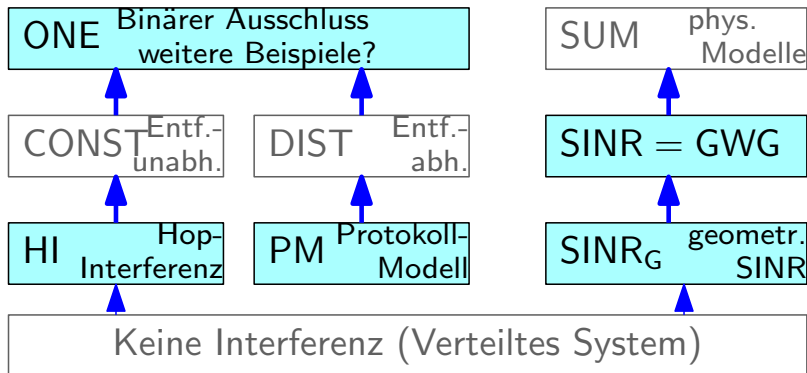 ONE Binärer Ausschluss
weitere Beispiele?
SUM phys.
Modelle
CONST Entf.-
unabh.
DIST Entf.-
abh.
SINR = GWG
HI Hop-
Interferenz
PM Protokoll-
Modell
SINR_G geometr.
SINR
Keine Interferenz (Verteiltes System)